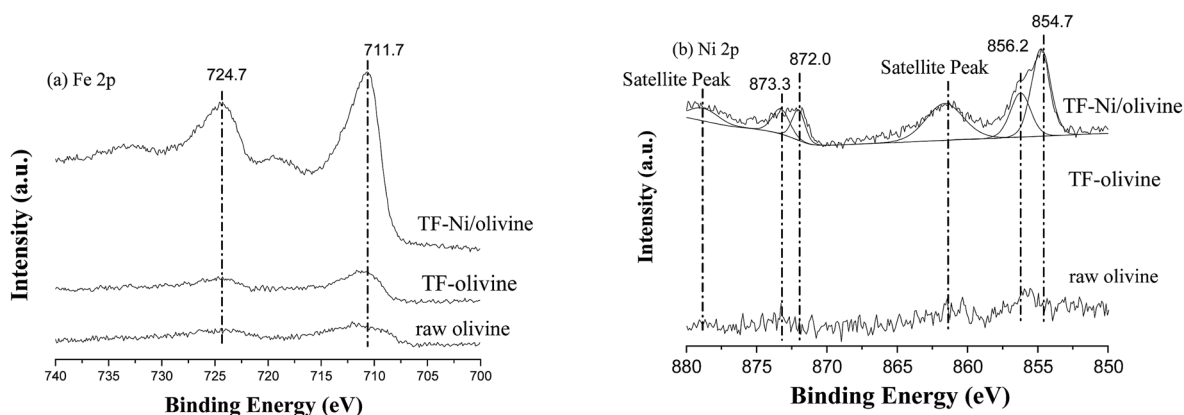 (a) Fe 2p
724.7
711.7
TF-Ni/olivine
TF-olivine
raw olivine
Intensity (a.u.)
740 735 730 725 720 715 710 705 700
Binding Energy (eV)
(b) Ni 2p
Satellite Peak
873.3
872.0
Satellite Peak
856.2
854.7
TF-Ni/olivine
TF-olivine
raw olivine
Intensity (a.u.)
880 875 870 865 860 855 850
Binding Energy (eV)